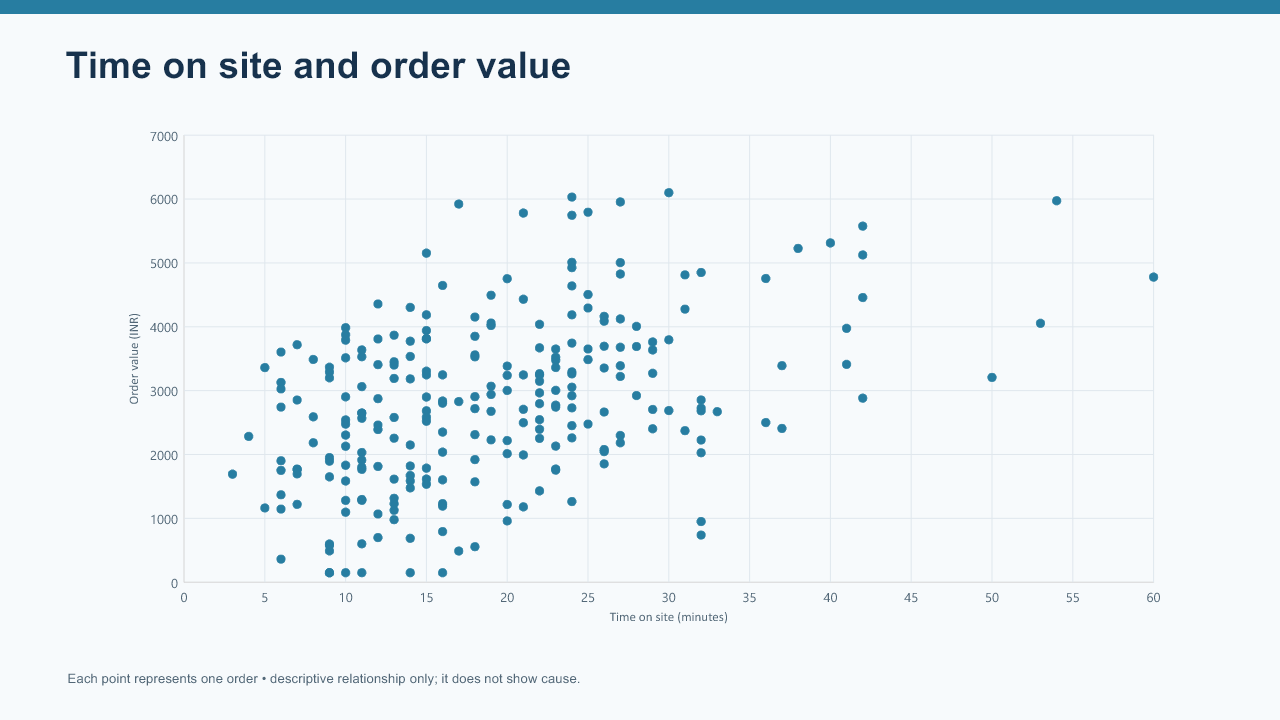 Time on site and order value
7000
6000
5000
4000
3000
2000
1000
0
Order value (INR)
0 5 10 15 20 25 30 35 40 45 50 55 60
Time on site (minutes)
Each point represents one order • descriptive relationship only; it does not show cause.